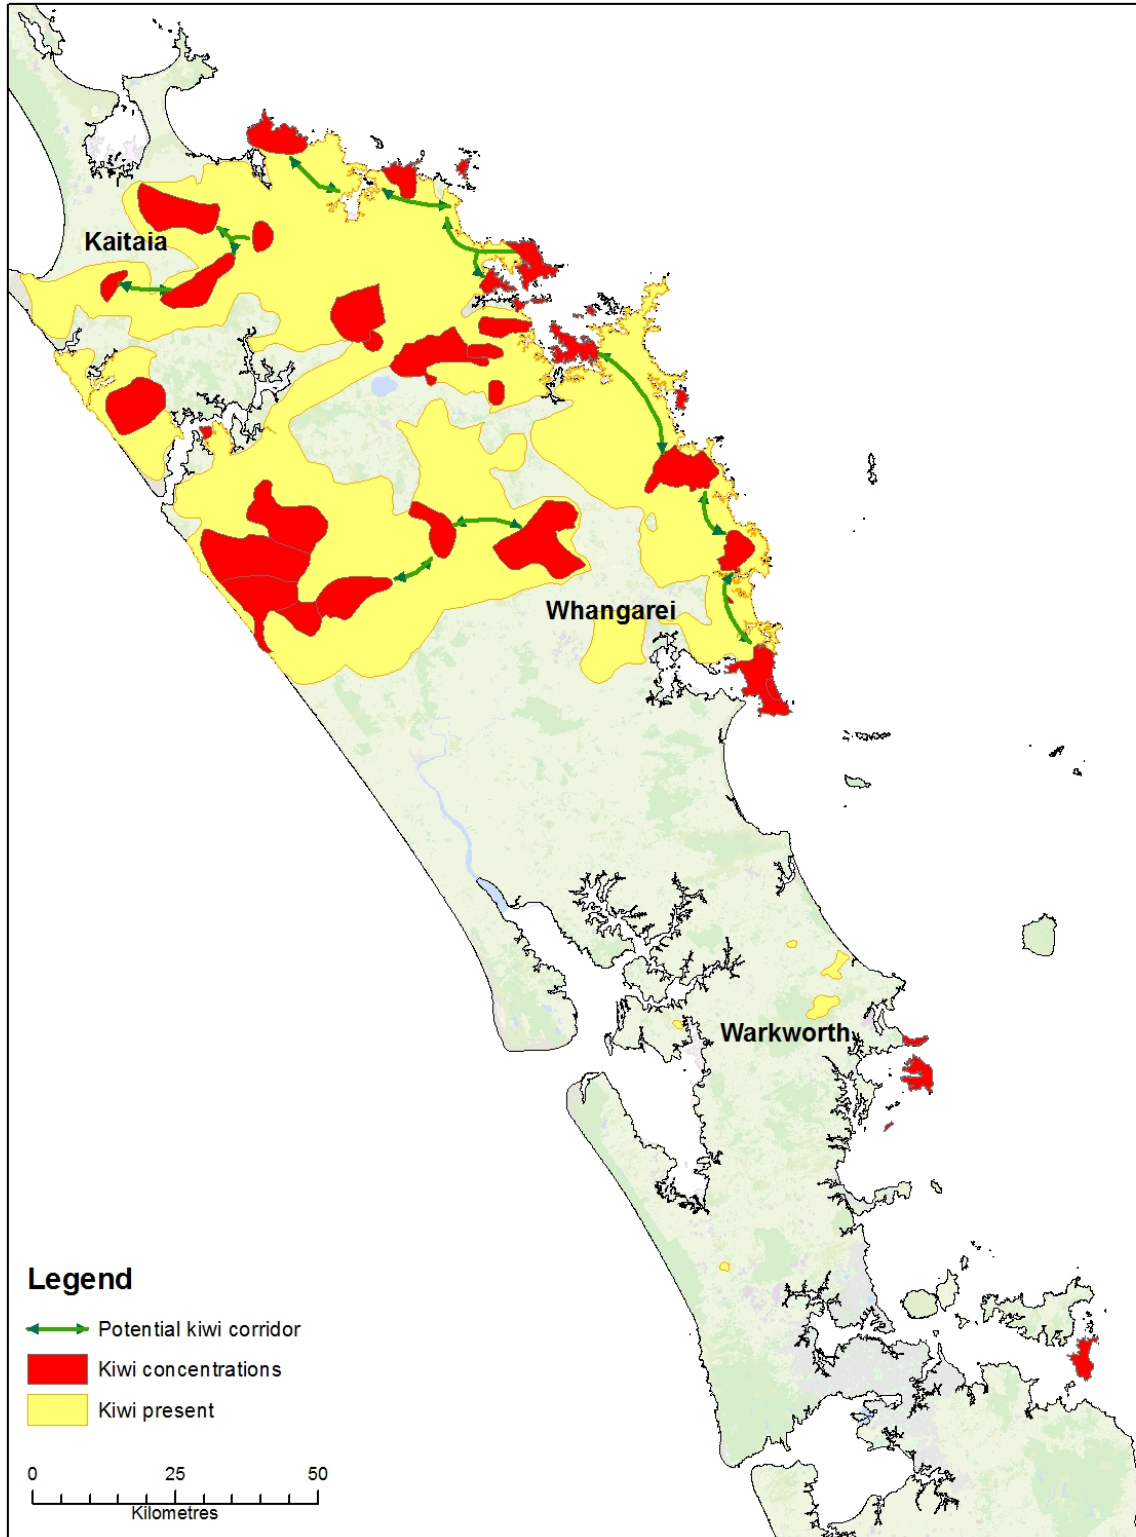 Kaitaia
Whangarei
Warkworth
Legend
Potential kiwi corridor
Kiwi concentrations
Kiwi present
0 25 50
Kilometres